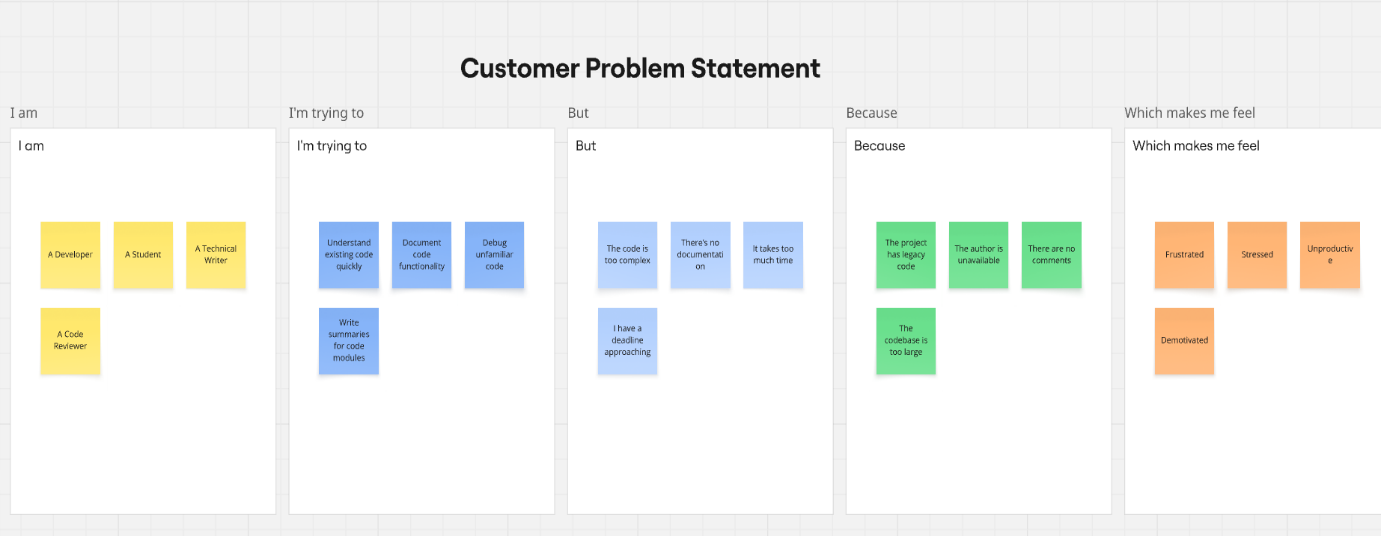 Customer Problem Statement
I am
I'm trying to
But
Because
Which makes me feel
I am
I'm trying to
But
Because
Which makes me feel
A Developer
A Student
A Technical
Writer
A Code
Reviewer
Understand
existing code
quickly
Document
code
functionality
Debug
unfamiliar
code
Write
summaries
for code
modules
The code is
too complex
There's no
documentati
on
It takes too
much time
I have a
deadline
approaching
The project
has legacy
code
The author is
unavailable
There are no
comments
The
codebase is
too large
Frustrated
Stressed
Unproductiv
e
Demotivated